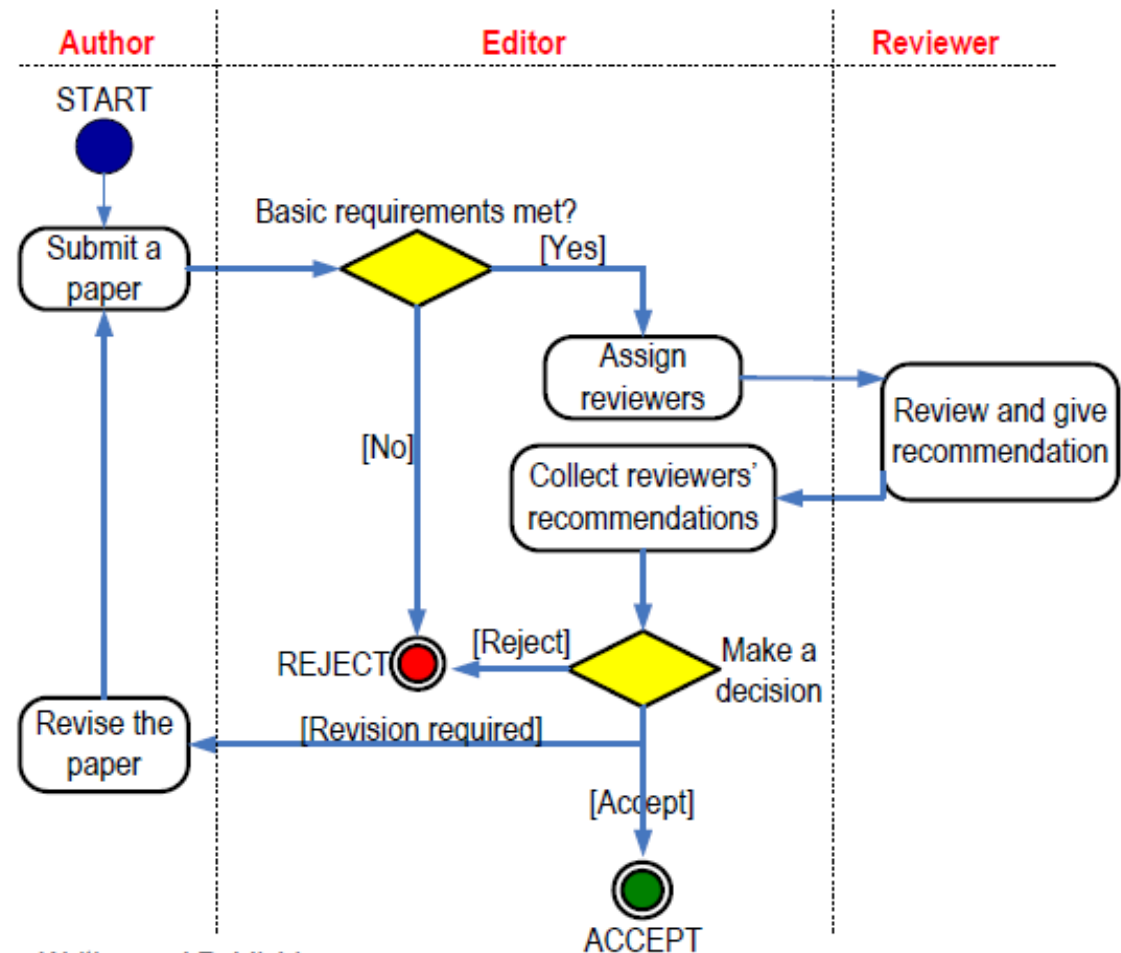 Author
Editor
Reviewer
START
Basic requirements met?
Submit a
paper
[Yes]
Assign
reviewers
Review and give
recommendation
[No]
Collect reviewers’
recommendations
[Reject]
REJECT
Make a
decision
Revise the
paper
[Revision required]
[Accept]
ACCEPT